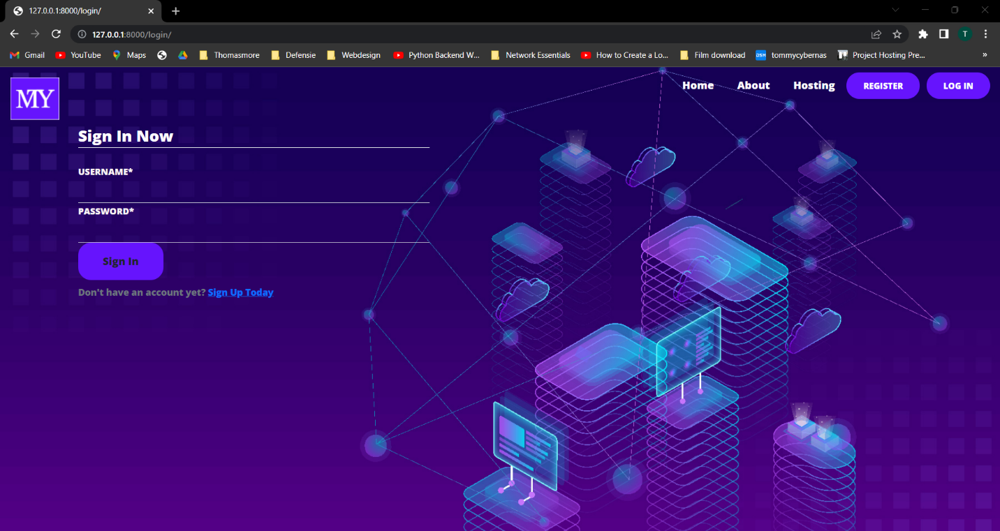 127.0.0.1:8000/login/
127.0.0.1:8000/login/
T
Gmail YouTube Maps Thomasmore Defensie Webdesign Python Backend W... Network Essentials How to Create a Lo... Film download DSM tommycybernas Project Hosting Pre... »
MTY
Home About Hosting REGISTER LOG IN
Sign In Now
USERNAME*
PASSWORD*
Sign In
Don't have an account yet? Sign Up Today